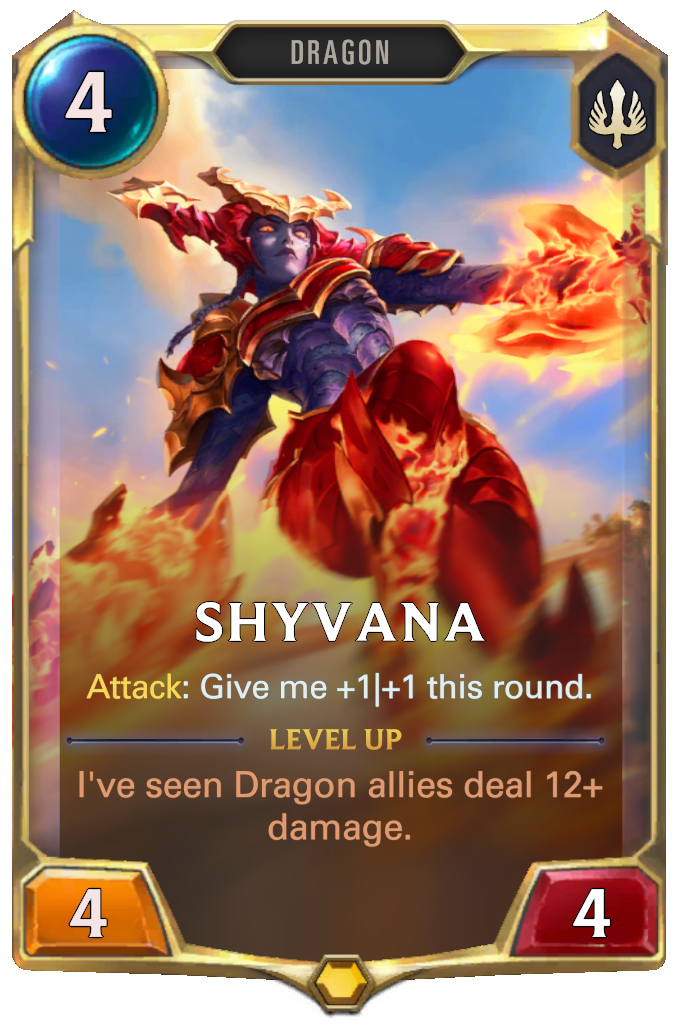 DRAGON
4
SHYVANA
Attack: Give me +1|+1 this round.
LEVEL UP
I've seen Dragon allies deal 12+
damage.
4
4